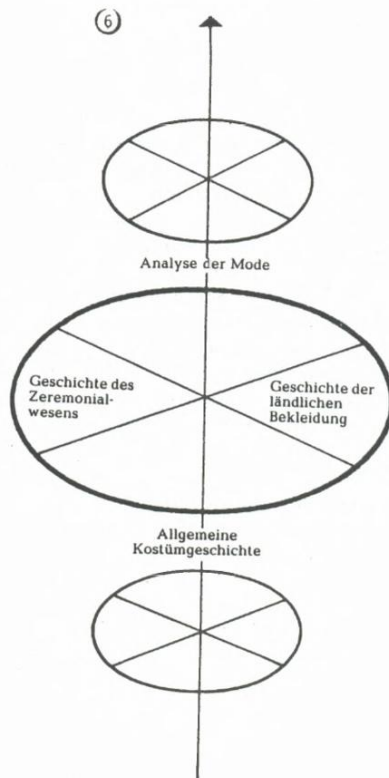 6
Analyse der Mode
Geschichte des
Zeremonial-
wesens
Geschichte der
ländlichen
Bekleidung
Allgemeine
Kostümgeschichte